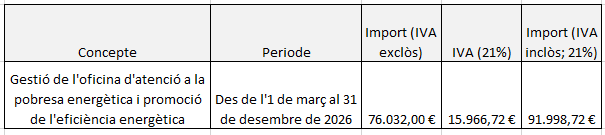 Concepte
Periode
Import (IVA
exclòs)
IVA (21%)
Import (IVA
inclòs; 21%)
Gestió de l'oficina d'atenció a la
pobresa energètica i promoció
de l'eficiència energètica
Des de l'1 de març al 31
de desembre de 2026
76.032,00 €
15.966,72 €
91.998,72 €